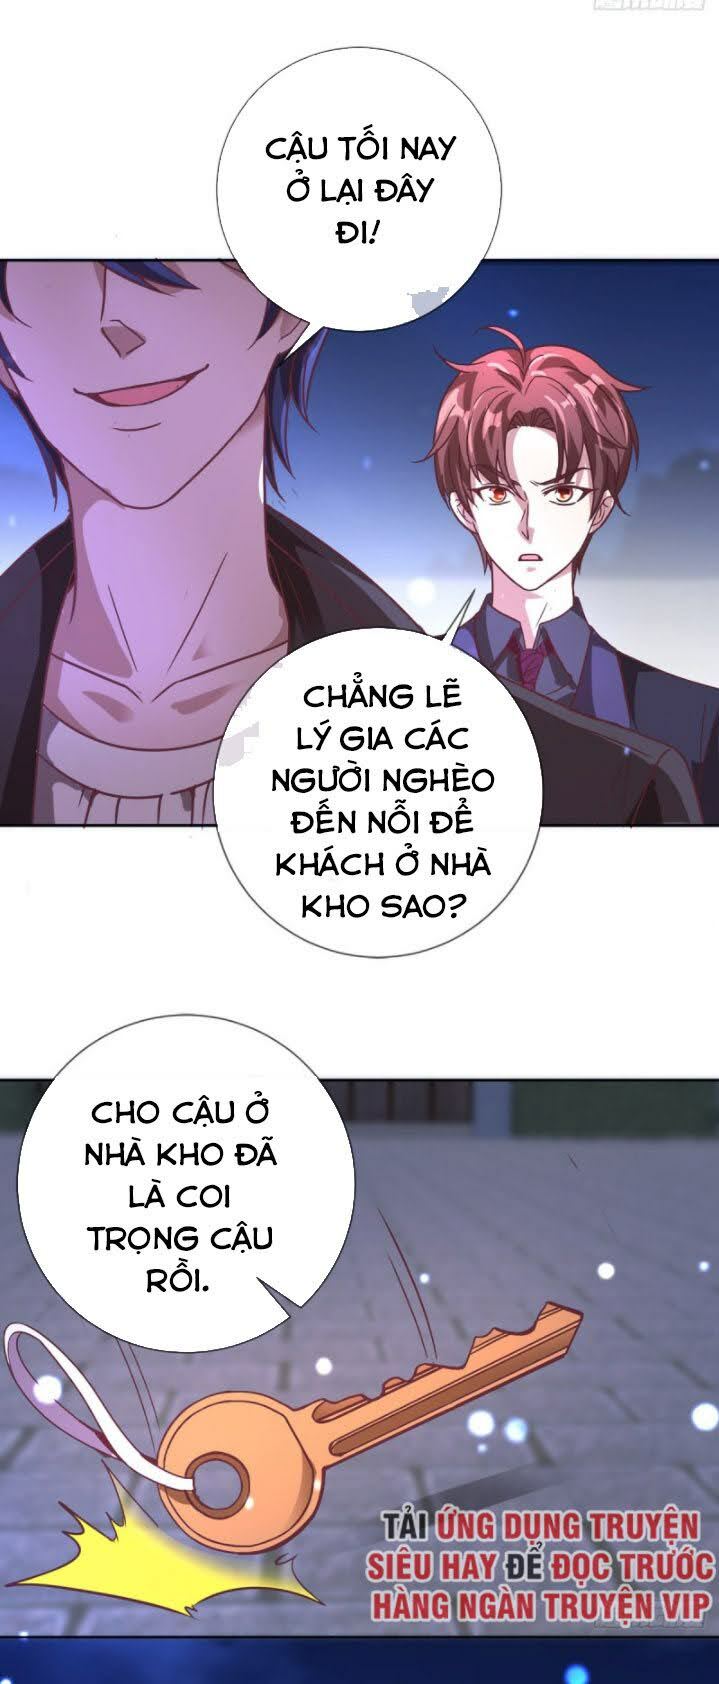 CẬU TỐI NAY
Ở LẠI ĐÂY
ĐI!
CHẲNG LẼ
LÝ GIA CÁC
NGƯỜI NGHÈO
ĐẾN NỖI ĐỂ
KHÁCH Ở NHÀ
KHO SAO?
CHO CẬU Ở
NHÀ KHO ĐÃ
LÀ COI
TRỌNG CẬU
RỒI.
TẢI ỨNG DỤNG TRUYỆN
SIÊU HAY ĐỂ ĐỌC TRƯỚC
HÀNG NGÀN TRUYỆN VIP